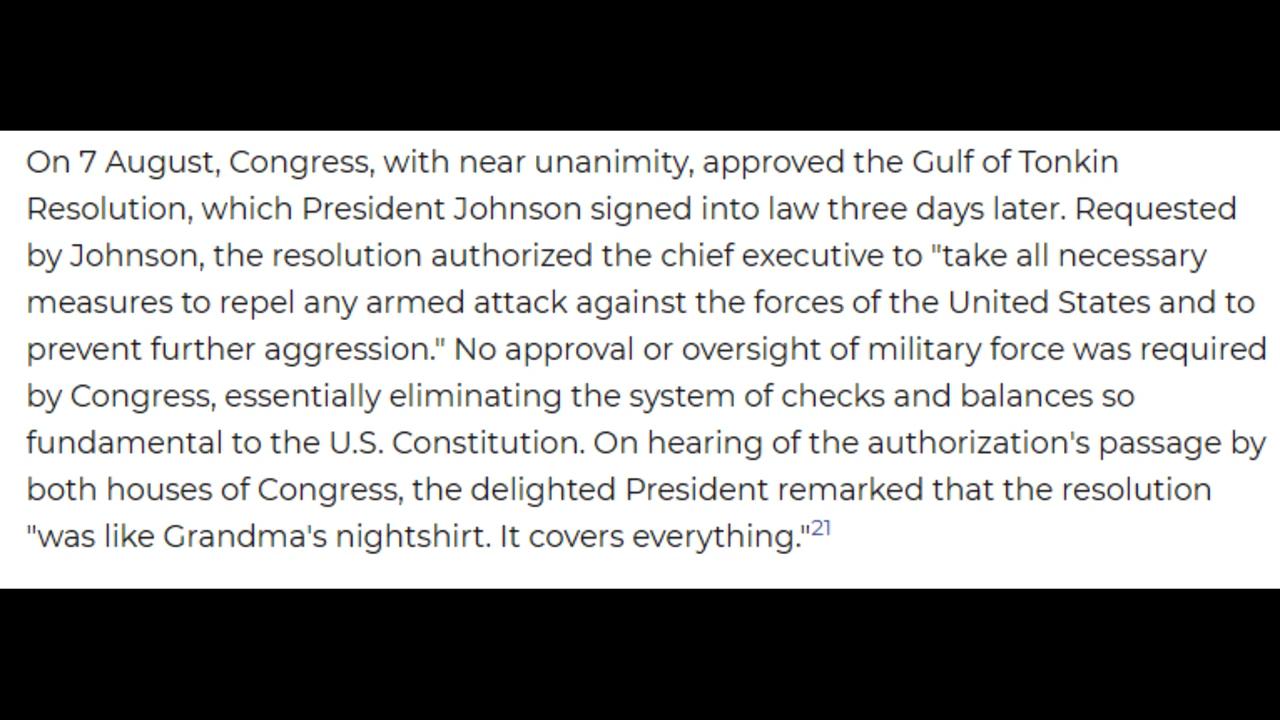 On 7 August, Congress, with near unanimity, approved the Gulf of Tonkin
Resolution, which President Johnson signed into law three days later. Requested
by Johnson, the resolution authorized the chief executive to "take all necessary
measures to repel any armed attack against the forces of the United States and to
prevent further aggression." No approval or oversight of military force was required
by Congress, essentially eliminating the system of checks and balances so
fundamental to the U.S. Constitution. On hearing of the authorization's passage by
both houses of Congress, the delighted President remarked that the resolution
"was like Grandma's nightshirt. It covers everything."21